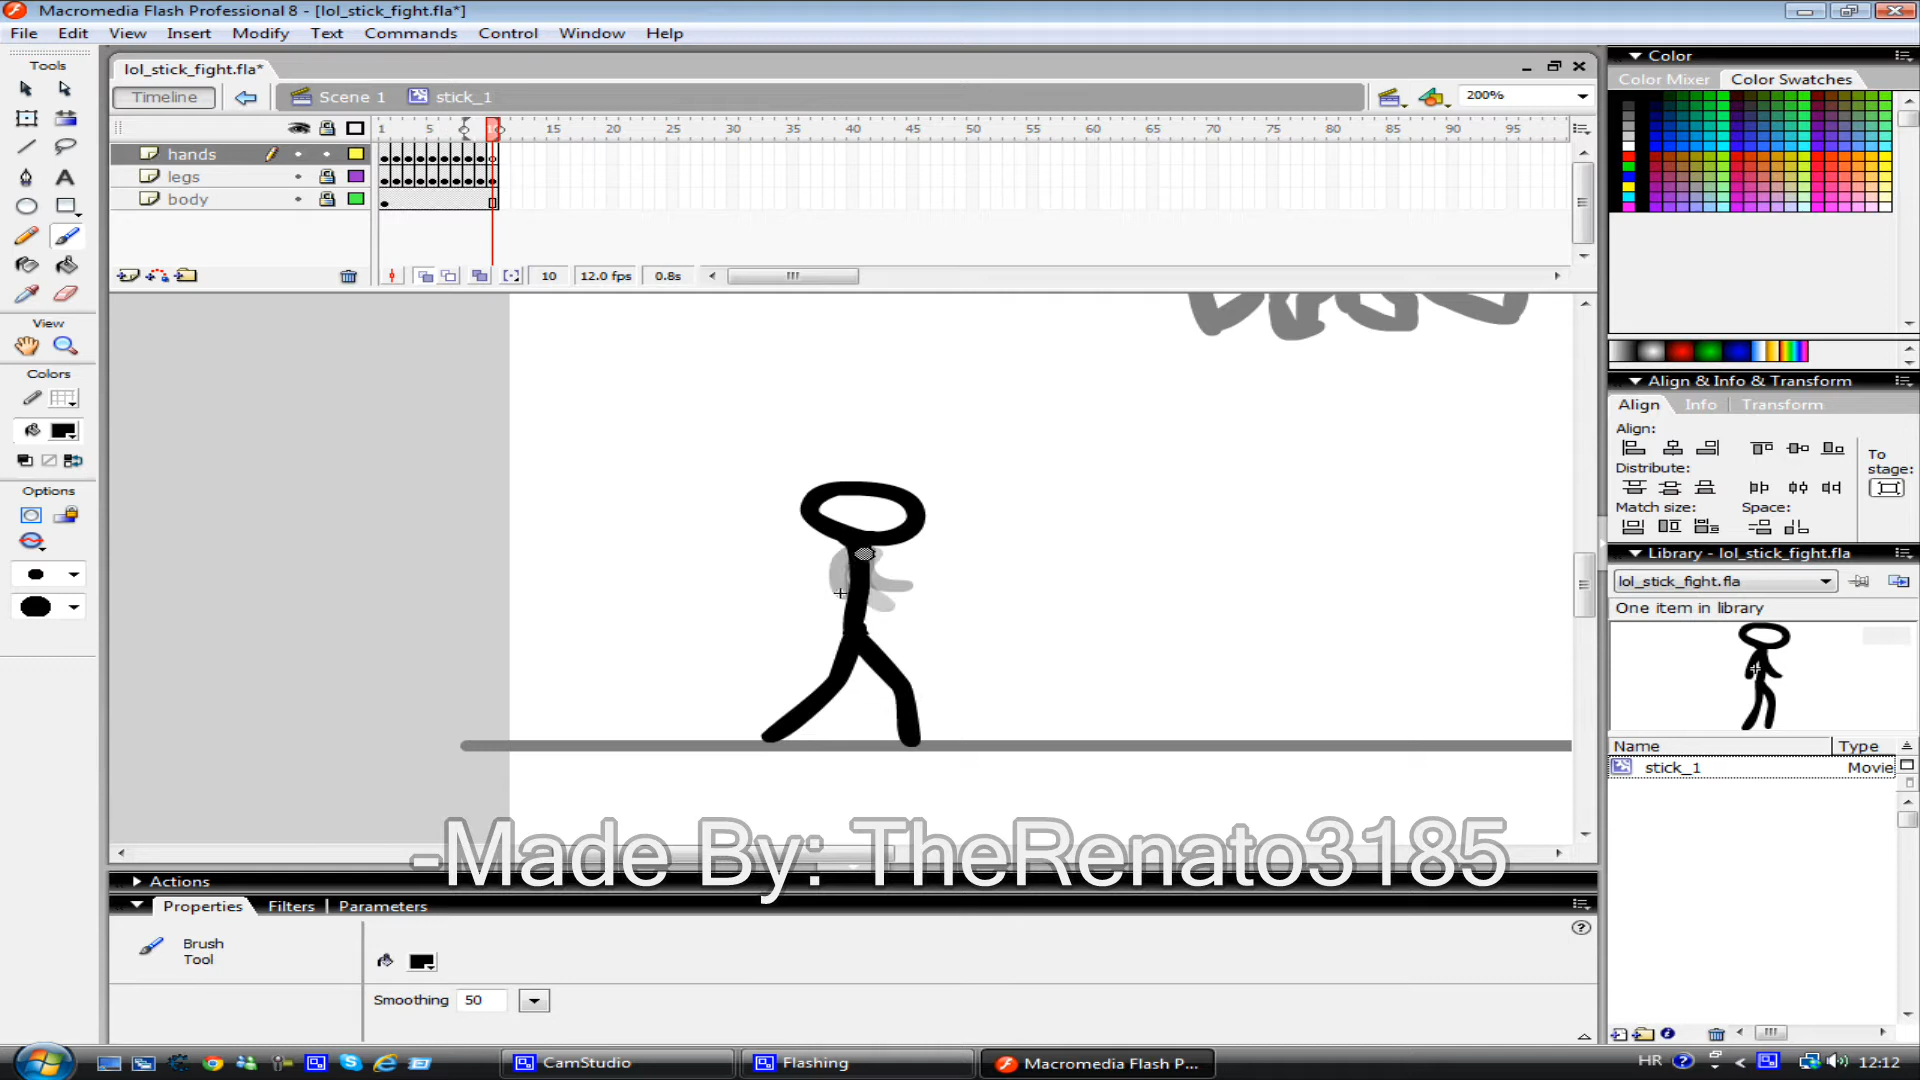 Macromedia Flash Professional 8 - [lol_stick_fight.fla*]
File Edit View Insert Modify Text Commands Control Window Help
Tools
View
Colors
Options
lol_stick_fight.fla*
Timeline Scene 1 stick_1 200%
1 5 15 20 25 30 35 40 45 50 55 60 65 70 75 80 85 90 95
hands
legs
body
10 12.0 fps 0.8s
-Made By: TheRenato3185
Actions
Properties Filters Parameters
Brush
Tool
Smoothing 50
Color
Color Mixer Color Swatches
Align & Info & Transform
Align Info Transform
Align:
Distribute:
Match size: Space:
To
stage:
Library - lol_stick_fight.fla
lol_stick_fight.fla
One item in library
Name Type
stick_1 Movie
CamStudio Flashing Macromedia Flash P... HR 12:12